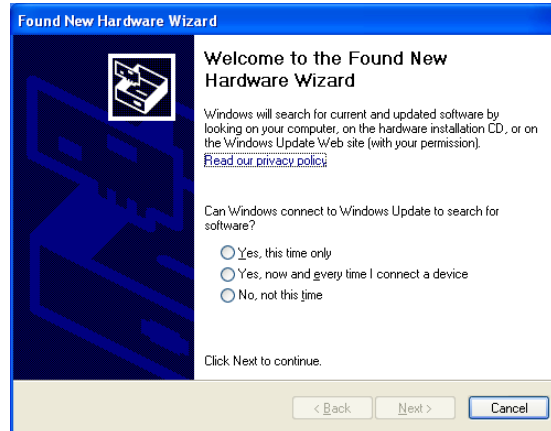 Found New Hardware Wizard
Welcome to the Found New
Hardware Wizard
Windows will search for current and updated software by
looking on your computer, on the hardware installation CD, or on
the Windows Update Web site (with your permission).
Read our privacy policy
Can Windows connect to Windows Update to search for
software?
Yes, this time only
Yes, now and every time I connect a device
No, not this time
Click Next to continue.
< Back Next > Cancel